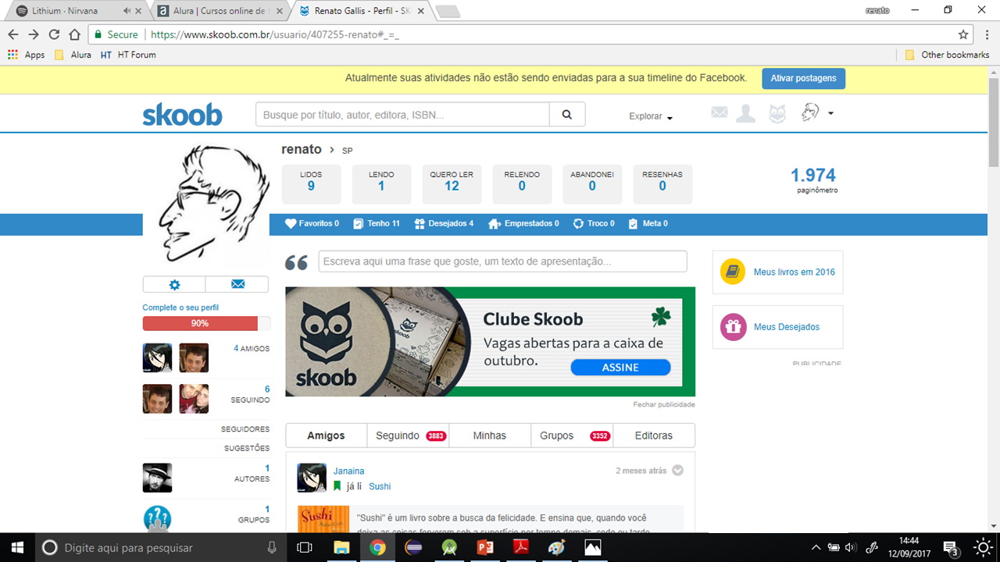 Lithium · Nirvana
Alura | Cursos online de t
Renato Gallis - Perfil - SK
renato
Secure
https://www.skoob.com.br/usuario/407255-renato#_=_
Apps
Alura
HT HT Forum
Other bookmarks
Atualmente suas atividades não estão sendo enviadas para a sua timeline do Facebook.
Ativar postagens
skoob
Busque por título, autor, editora, ISBN...
Explorar
renato > SP
LIDOS
9
LENDO
1
QUERO LER
12
RELENDO
0
ABANDONEI
0
RESENHAS
0
1.974
paginômetro
Favoritos 0
Tenho 11
Desejados 4
Emprestados 0
Troco 0
Meta 0
Escreva aqui uma frase que goste, um texto de apresentação...
Meus livros em 2016
Meus Desejados
PUBLICIDADE
Complete o seu perfil
90%
skoob
Clube Skoob
Vagas abertas para a caixa de
outubro.
ASSINE
Fechar publicidade
4 AMIGOS
6
SEGUINDO
SEGUIDORES
SUGESTÕES
1
AUTORES
1
GRUPOS
Amigos
Seguindo 3883
Minhas
Grupos 3352
Editoras
Janaina
2 meses atrás
já li Sushi
Sushi
"Sushi" é um livro sobre a busca da felicidade. E ensina que, quando você
deixa as coisas ferverem sob a superfície por tempo demais, cedo ou tarde
Digite aqui para pesquisar
14:44
12/09/2017
3